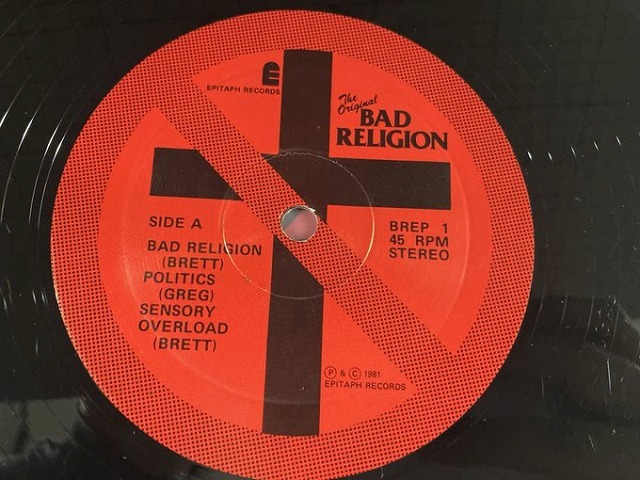 E
EPITAPH RECORDS
The
Original
BAD
RELIGION
SIDE A
BAD RELIGION
(BRETT)
POLITICS
(GREG)
SENSORY
OVERLOAD
(BRETT)
BREP 1
45 RPM
STEREO
Ⓟ & Ⓒ 1981
EPITAPH RECORDS